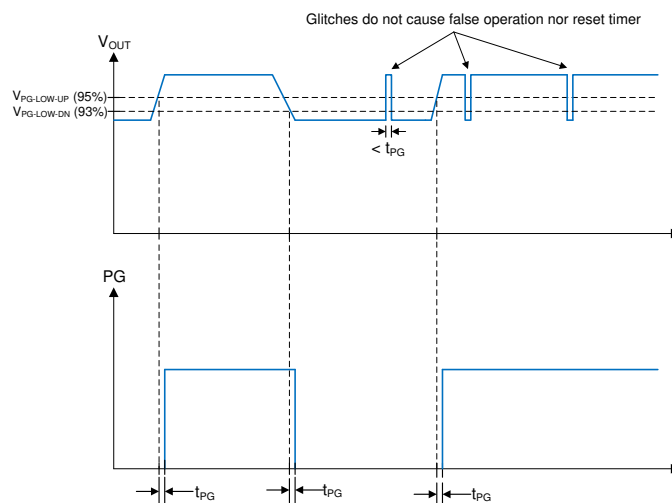 Glitches do not cause false operation nor reset timer
VOUT
VPG-LOW-UP (95%)
VPG-LOW-DN (93%)
< tPG
PG
tPG
tPG
tPG